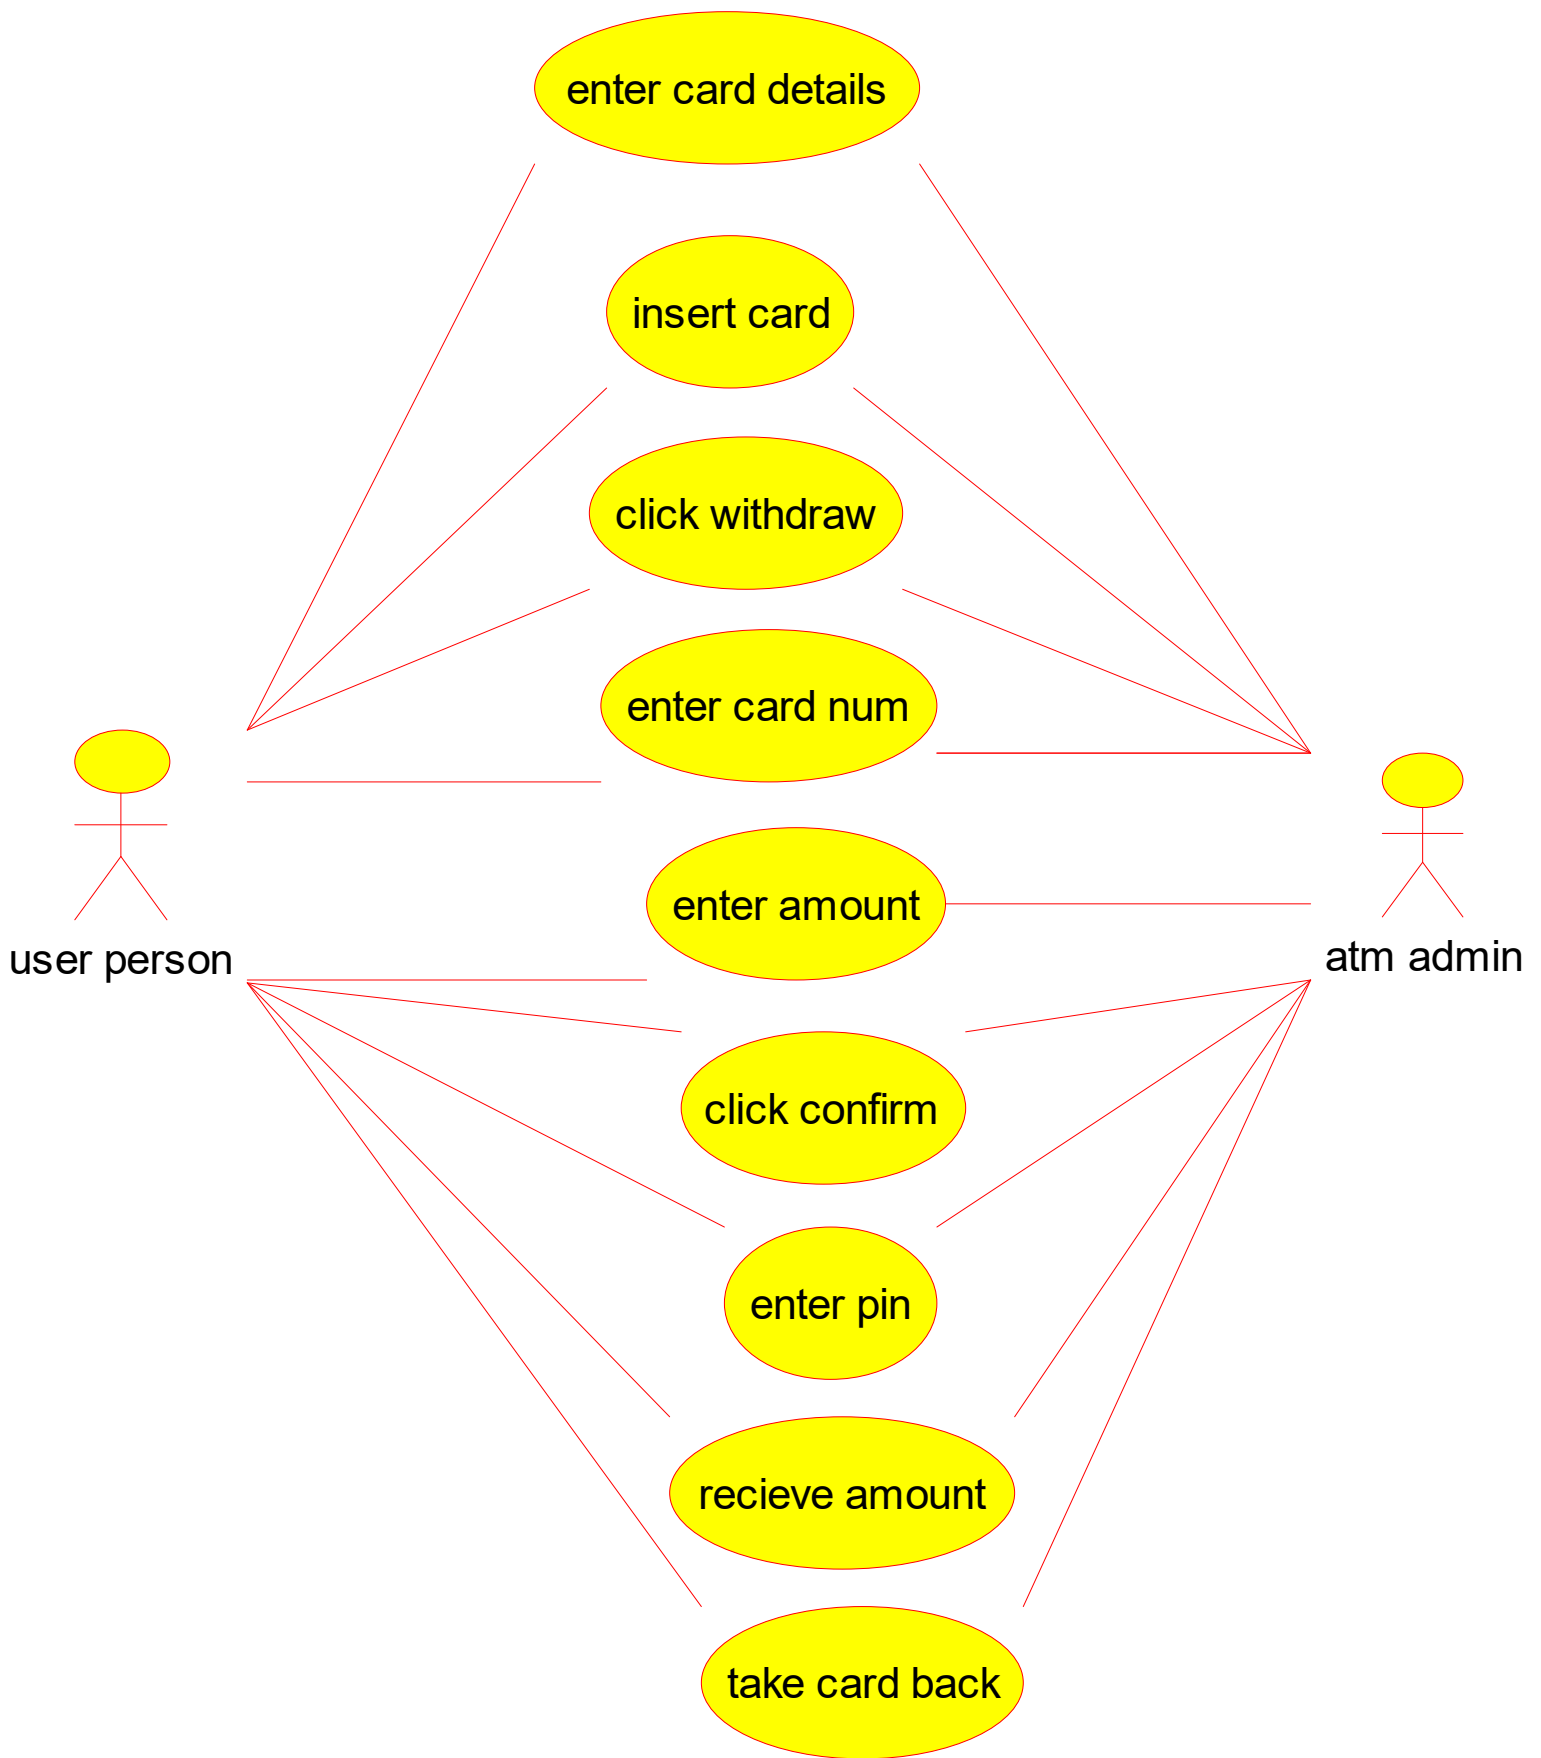 enter card details
insert card
click withdraw
enter card num
enter amount
user person
atm admin
click confirm
enter pin
recieve amount
take card back